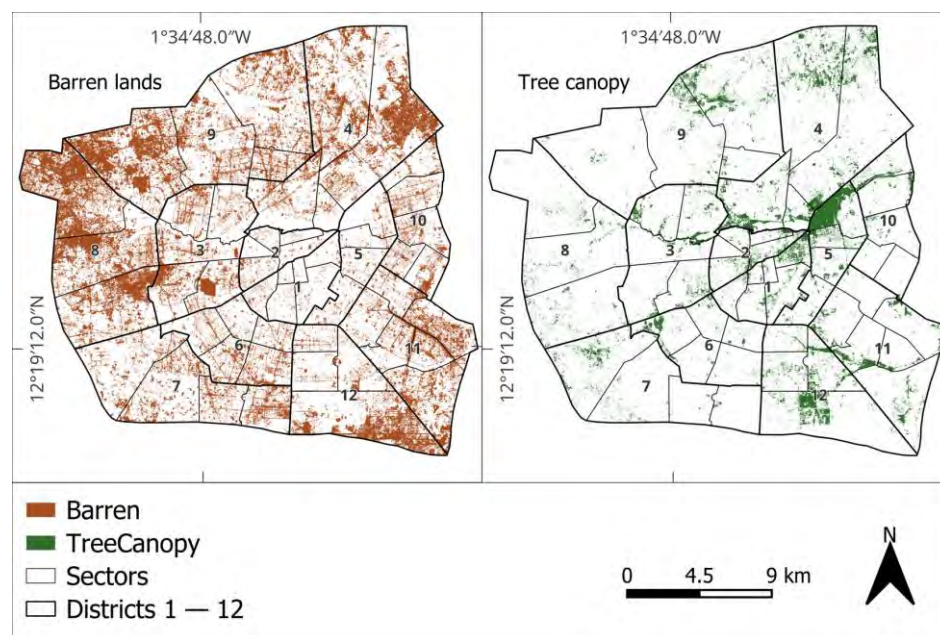 1°34′48.0″W
1°34′48.0″W
Barren lands
Tree canopy
9
4
9
4
10
10
8
3
2
5
8
3
2
5
1
1
12°19′12.0″N
12°19′12.0″N
6
11
6
11
7
12
7
12
Barren
TreeCanopy
Sectors
Districts 1 — 12
0 4.5 9 km
N